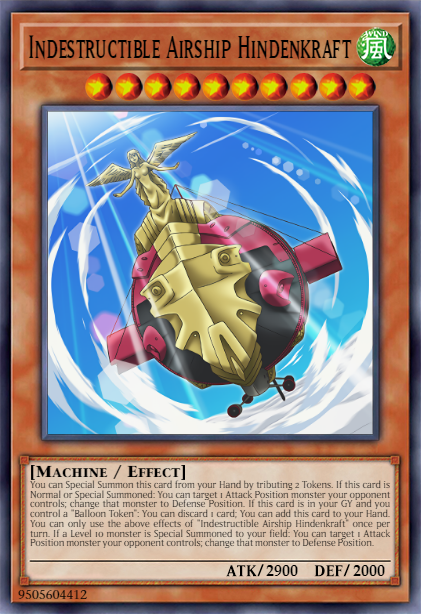 INDESTRUCTIBLE AIRSHIP HINDENKRAFT
WIND
風
[MACHINE / EFFECT]
You can Special Summon this card from your Hand by tributing 2 Tokens. If this card is
Normal or Special Summoned: You can target 1 Attack Position monster your opponent
controls; change that monster to Defense Position. If this card is in your GY and you
control a "Balloon Token": You can discard 1 card; You can add this card to your Hand.
You can only use the above effects of "Indestructible Airship Hindenkraft" once per
turn. If a Level 10 monster is Special Summoned to your field: You can target 1 Attack
Position monster your opponent controls; change that monster to Defense Position.
ATK/2900 DEF/2000
9505604412